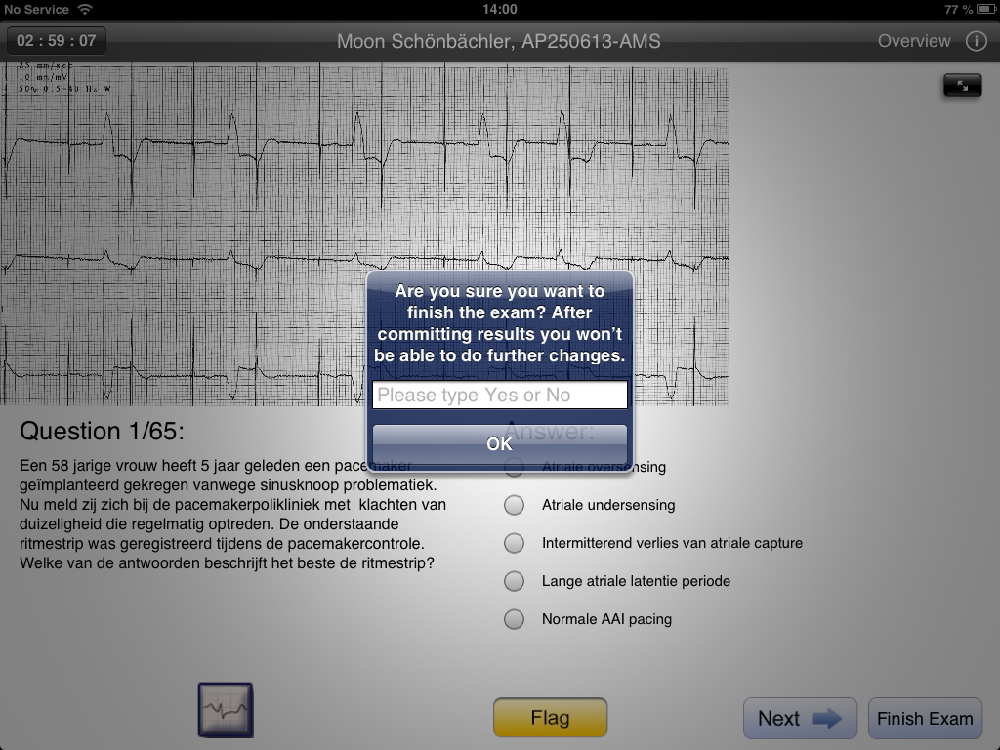 No Service
14:00
77 %
02 : 59 : 07
Moon Schönbächler, AP250613-AMS
Overview
25 mm/sec
10 mm/mV
50~ 0.5-40 Hz W
Are you sure you want to
finish the exam? After
committing results you won't
be able to do further changes.
Please type Yes or No
OK
Question 1/65:
Een 58 jarige vrouw heeft 5 jaar geleden een pacemaker
geïmplanteerd gekregen vanwege sinusknoop problematiek.
Nu meld zij zich bij de pacemakerpolikliniek met klachten van
duizeligheid die regelmatig optreden. De onderstaande
ritmestrip was geregistreerd tijdens de pacemakercontrole.
Welke van de antwoorden beschrijft het beste de ritmestrip?
Answer:
Atriale oversensing
Atriale undersensing
Intermitterend verlies van atriale capture
Lange atriale latentie periode
Normale AAI pacing
Flag
Next
Finish Exam